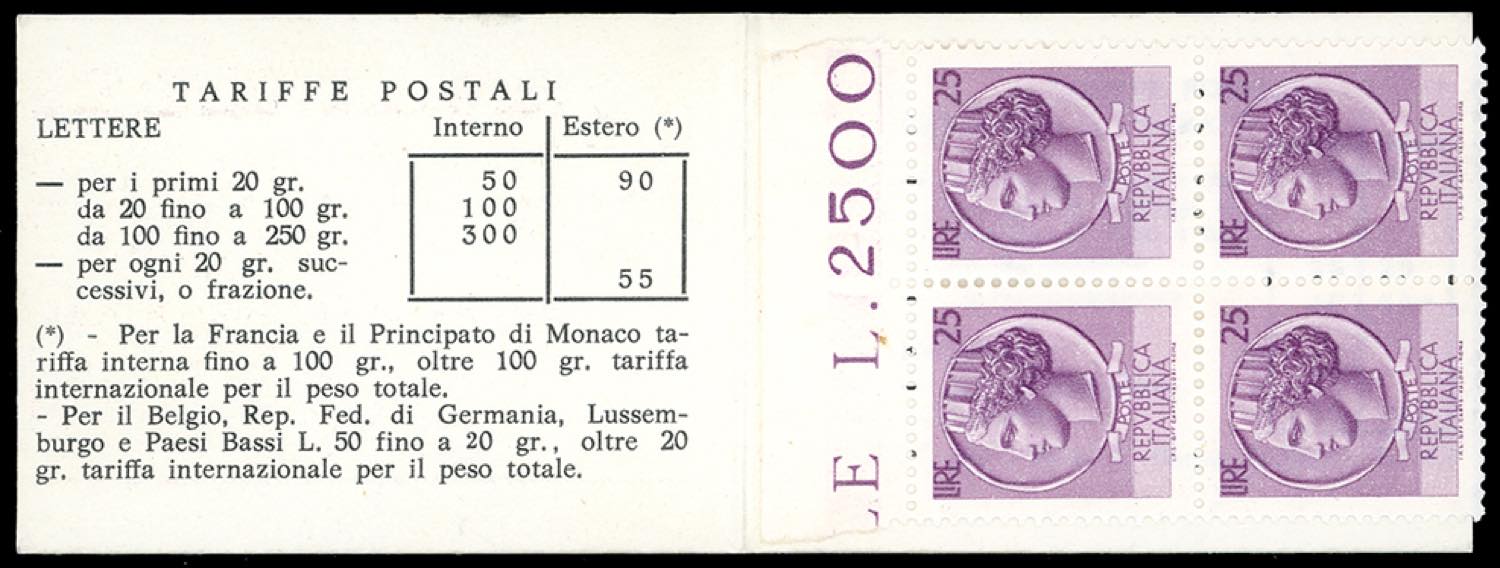 TARIFFE POSTALI
LETTERE Interno Estero (*)
— per i primi 20 gr. 50 90
da 20 fino a 100 gr. 100
da 100 fino a 250 gr. 300
— per ogni 20 gr. suc-
cessivi, o frazione. 55
(*) - Per la Francia e il Principato di Monaco ta-
riffa interna fino a 100 gr., oltre 100 gr. tariffa
internazionale per il peso totale.
- Per il Belgio, Rep. Fed. di Germania, Lussem-
burgo e Paesi Bassi L. 50 fino a 20 gr., oltre 20
gr. tariffa internazionale per il peso totale.
LE L. 2500
LIRE 25
POSTE
REPVBBLICA
ITALIANA
LIRE 25
POSTE
REPVBBLICA
ITALIANA
LIRE 25
POSTE
REPVBBLICA
ITALIANA
LIRE 25
POSTE
REPVBBLICA
ITALIANA